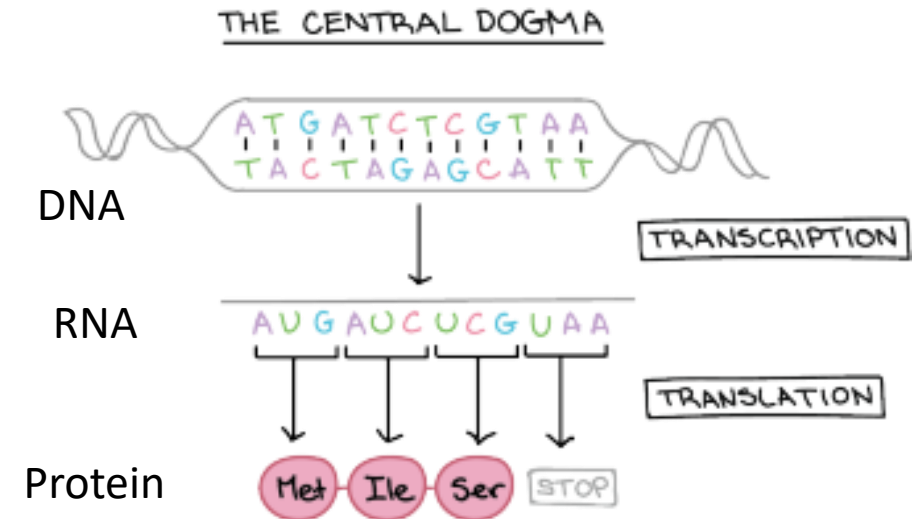 THE CENTRAL DOGMA
ATGATCTCGTAA
TACTAGAGCATT
DNA
TRANSCRIPTION
RNA
AUGAUCUCGUAA
TRANSLATION
Protein
Met Ile Ser STOP